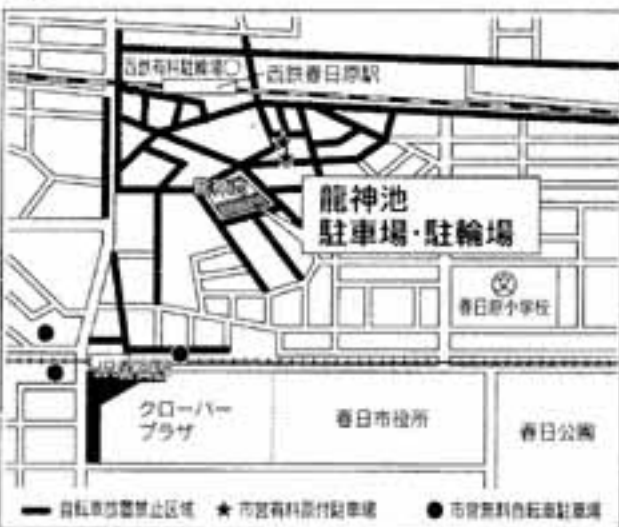 西鉄有料駐輪場
西鉄春日原駅
龍神池
駐車場・駐輪場
春日原小学校
クローバー
プラザ
春日市役所
春日公園
自転車放置禁止区域
★ 市営有料原付駐車場
● 市営無料自転車駐車場